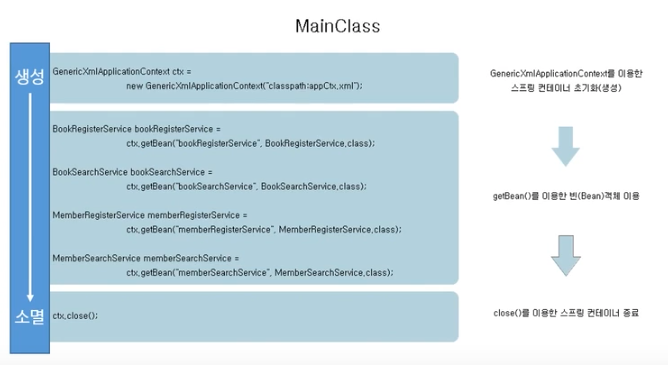 MainClass
생성
GenericXmlApplicationContext ctx =
new GenericXmlApplicationContext("classpath:appCtx.xml");
GenericXmlApplicationContext를 이용한
스프링 컨테이너 초기화(생성)
BookRegisterService bookRegisterService =
ctx.getBean("bookRegisterService", BookRegisterService.class);
BookSearchService bookSearchService =
ctx.getBean("bookSearchService", BookSearchService.class);
MemberRegisterService memberRegisterService =
ctx.getBean("memberRegisterService", MemberRegisterService.class);
MemberSearchService memberSearchService =
ctx.getBean("memberSearchService", MemberSearchService.class);
getBean()를 이용한 빈(Bean)객체 이용
소멸
ctx.close();
close()를 이용한 스프링 컨테이너 종료